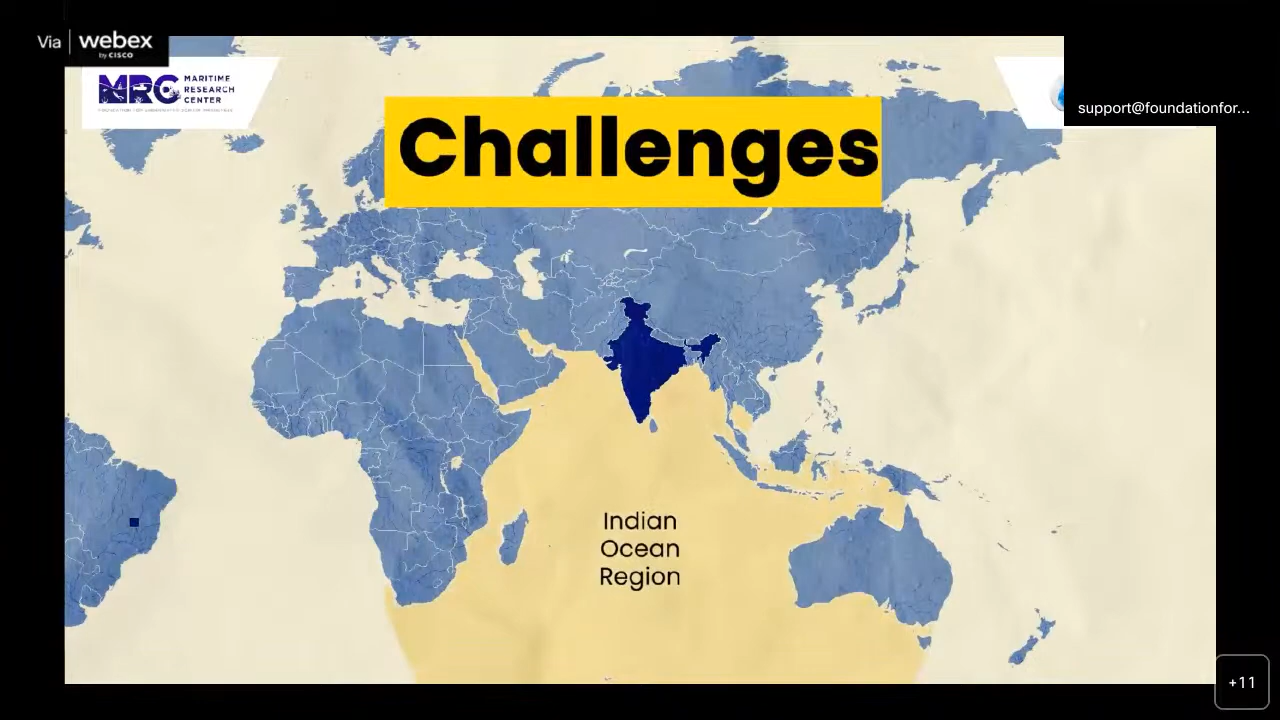 Via webex
by CISCO
MRC MARITIME
RESEARCH
CENTER
support@foundationfor...
Challenges
Indian
Ocean
Region
+11